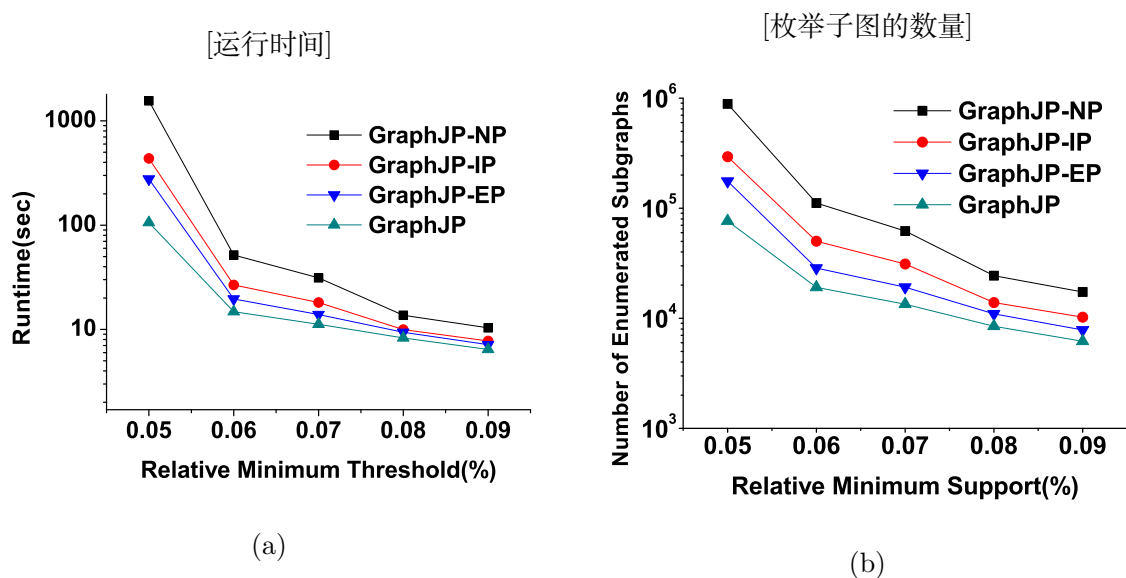 [运行时间]
1000
100
10
Runtime(sec)
GraphJP-NP
GraphJP-IP
GraphJP-EP
GraphJP
0.05 0.06 0.07 0.08 0.09
Relative Minimum Threshold(%)
(a)
[枚举子图的数量]
10^6
10^5
10^4
10^3
Number of Enumerated Subgraphs
GraphJP-NP
GraphJP-IP
GraphJP-EP
GraphJP
0.05 0.06 0.07 0.08 0.09
Relative Minimum Support(%)
(b)